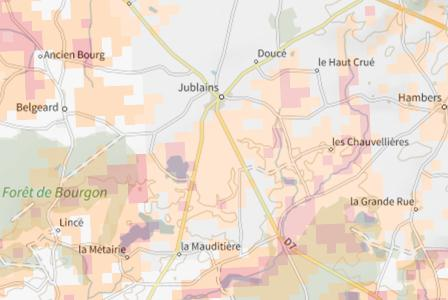 Ancien Bourg
Doucé
le Haut Crué
Jublains
Belgeard
Hambers
les Chauvellières
Forêt de Bourgon
la Grande Rue
Lincé
la Métairie
la Mauditière
D7